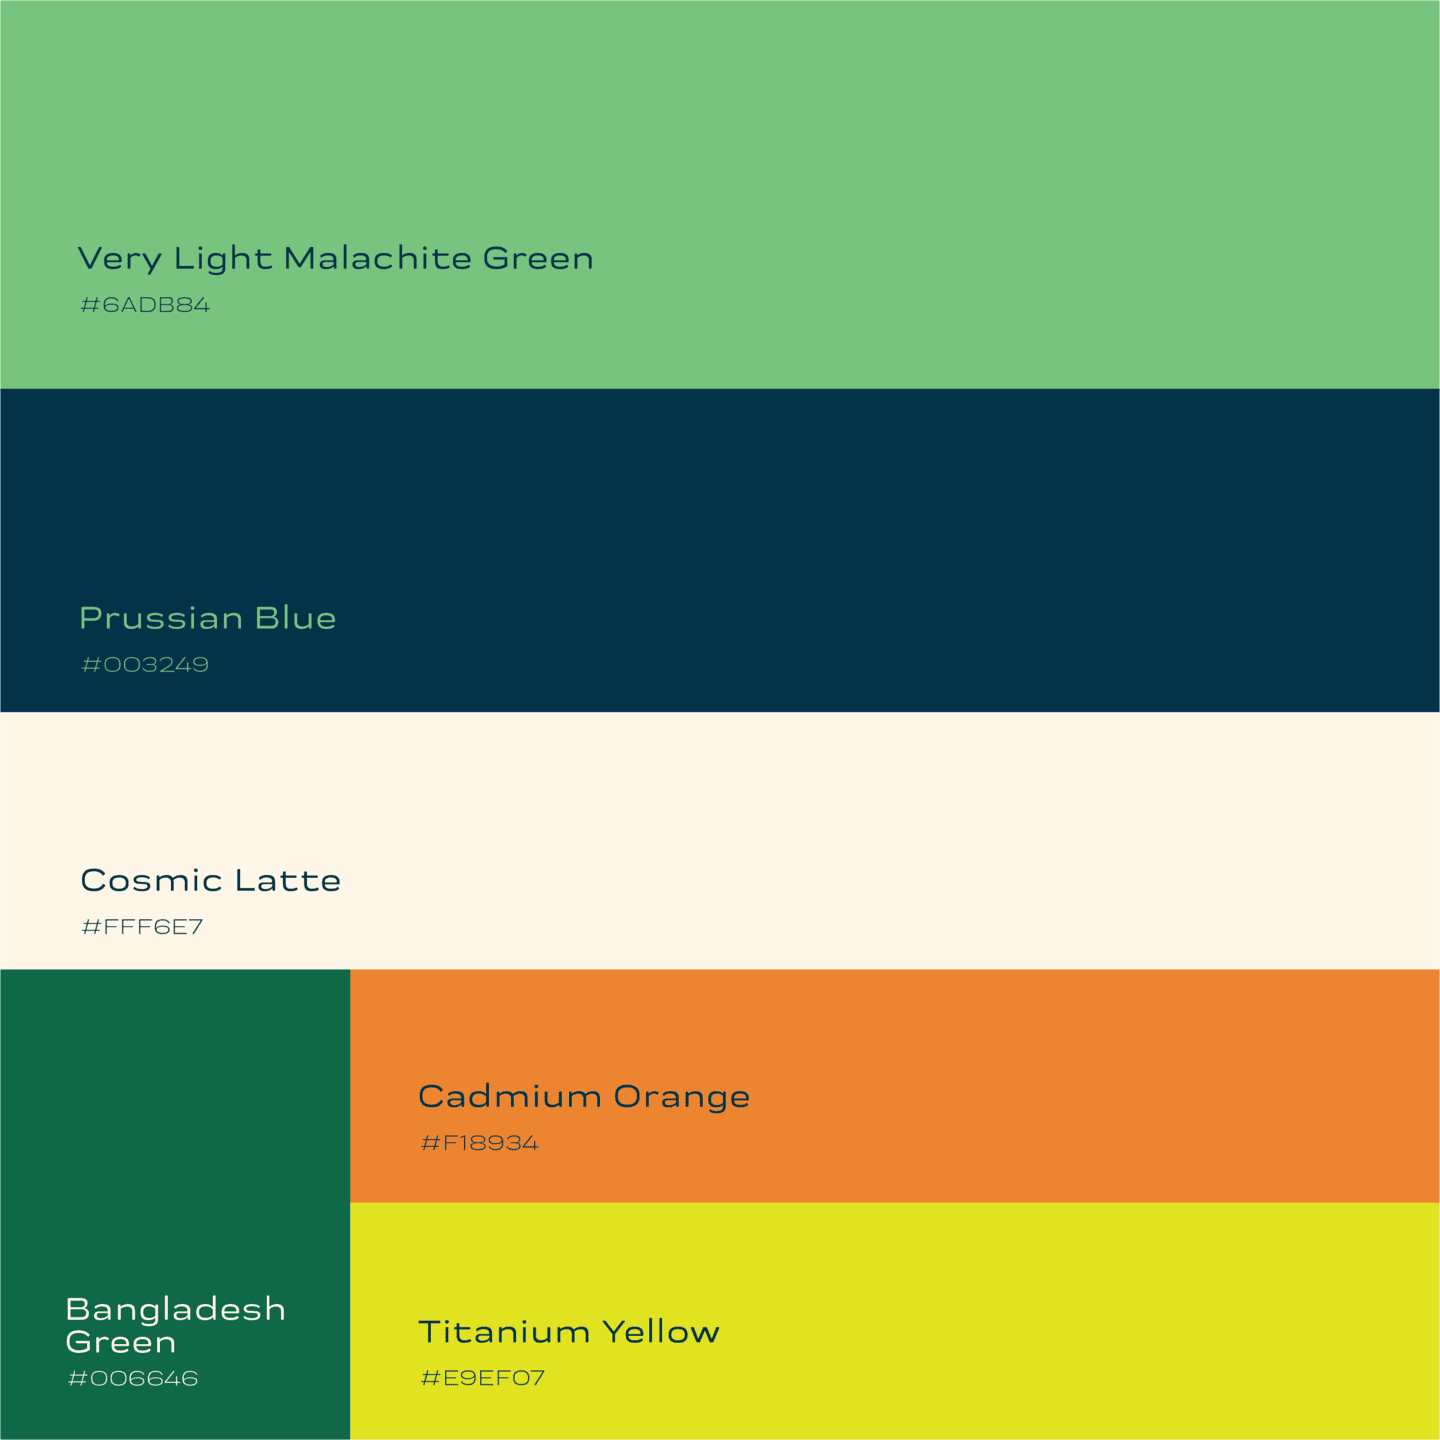 Very Light Malachite Green
#6ADB84
Prussian Blue
#003249
Cosmic Latte
#FFF6E7
Cadmium Orange
#F18934
Bangladesh
Green
#006646
Titanium Yellow
#E9EF07